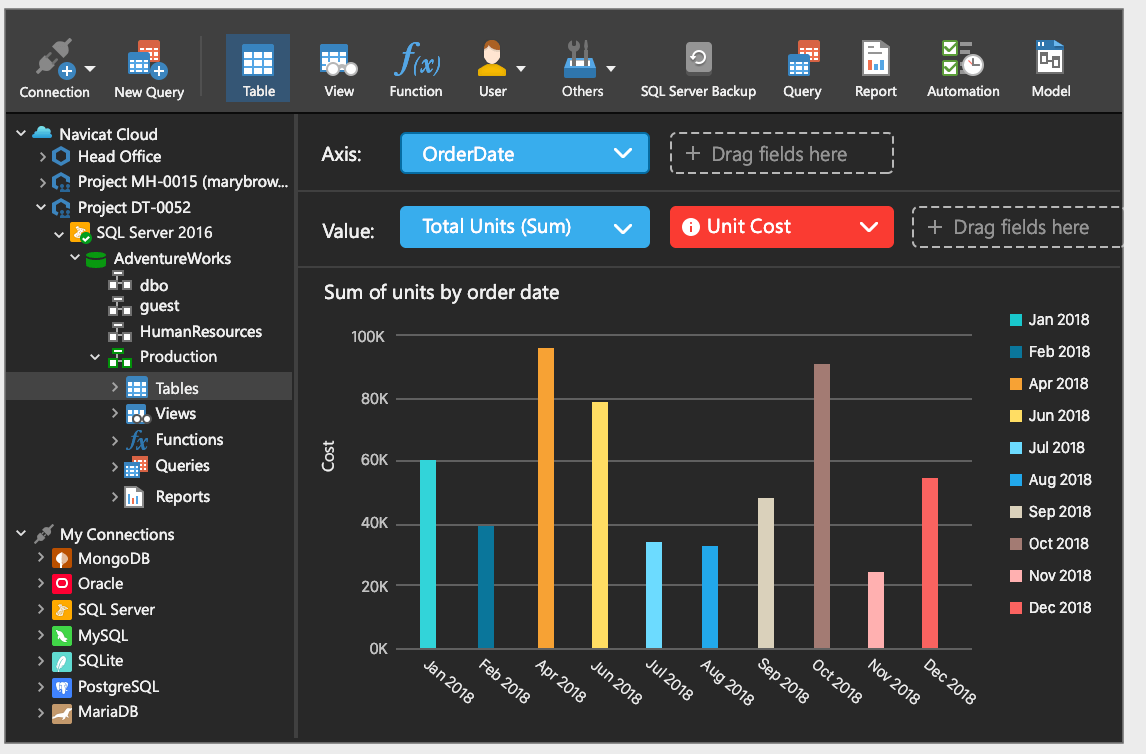 Connection
New Query
Table
View
f(x)
Function
User
Others
SQL Server Backup
Query
Report
Automation
Model
Navicat Cloud
Head Office
Project MH-0015 (marybrow...
Project DT-0052
SQL Server 2016
AdventureWorks
dbo
guest
HumanResources
Production
Tables
Views
fx Functions
Queries
Reports
My Connections
MongoDB
Oracle
SQL Server
MySQL
SQLite
PostgreSQL
MariaDB
Axis:
OrderDate
+ Drag fields here
Value:
Total Units (Sum)
Unit Cost
+ Drag fields here
Sum of units by order date
100K
80K
60K
40K
20K
0K
Cost
Jan 2018
Feb 2018
Apr 2018
Jun 2018
Jul 2018
Aug 2018
Sep 2018
Oct 2018
Nov 2018
Dec 2018
Jan 2018
Feb 2018
Apr 2018
Jun 2018
Jul 2018
Aug 2018
Sep 2018
Oct 2018
Nov 2018
Dec 2018